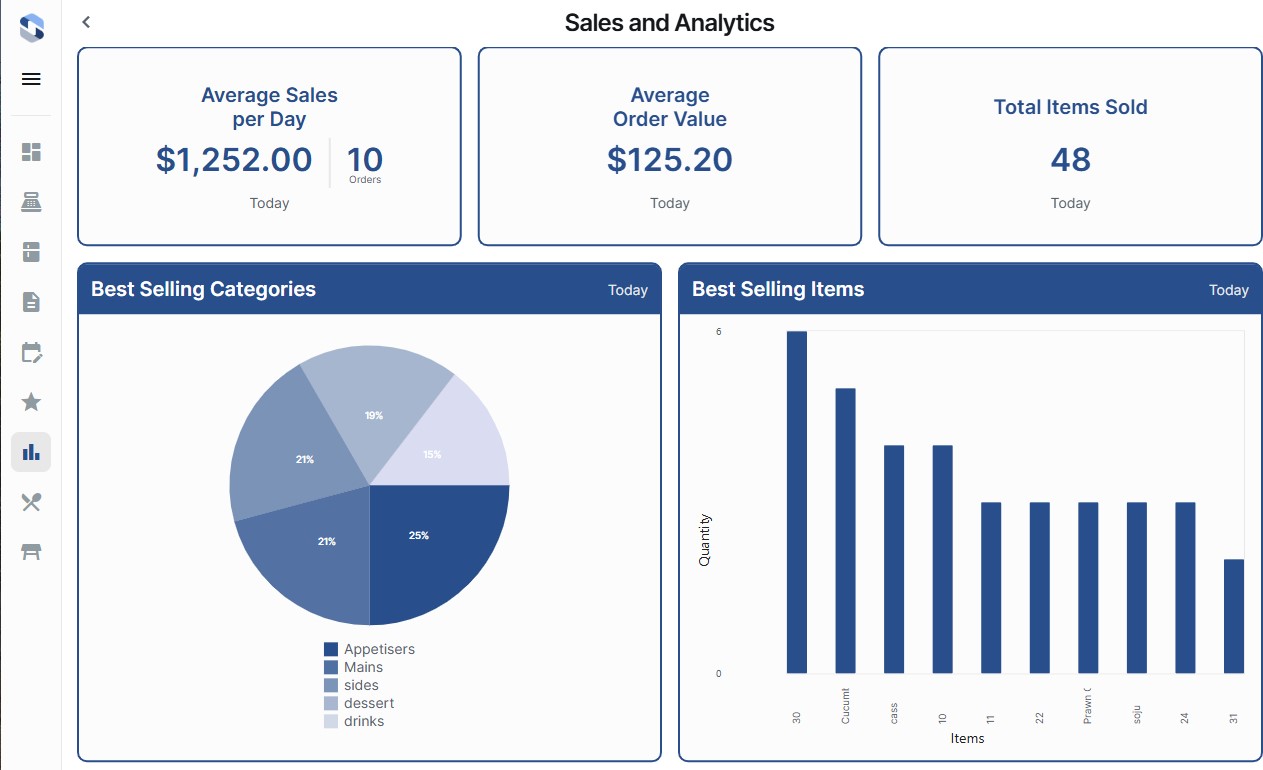 Sales and Analytics
Average Sales
per Day
$1,252.00
10
Orders
Today
Average
Order Value
$125.20
Today
Total Items Sold
48
Today
Best Selling Categories
Today
19%
15%
21%
21%
25%
Appetisers
Mains
sides
dessert
drinks
Best Selling Items
Today
6
Quantity
0
30
Cucumb
cass
10
11
22
Prawn C
soju
24
31
Items